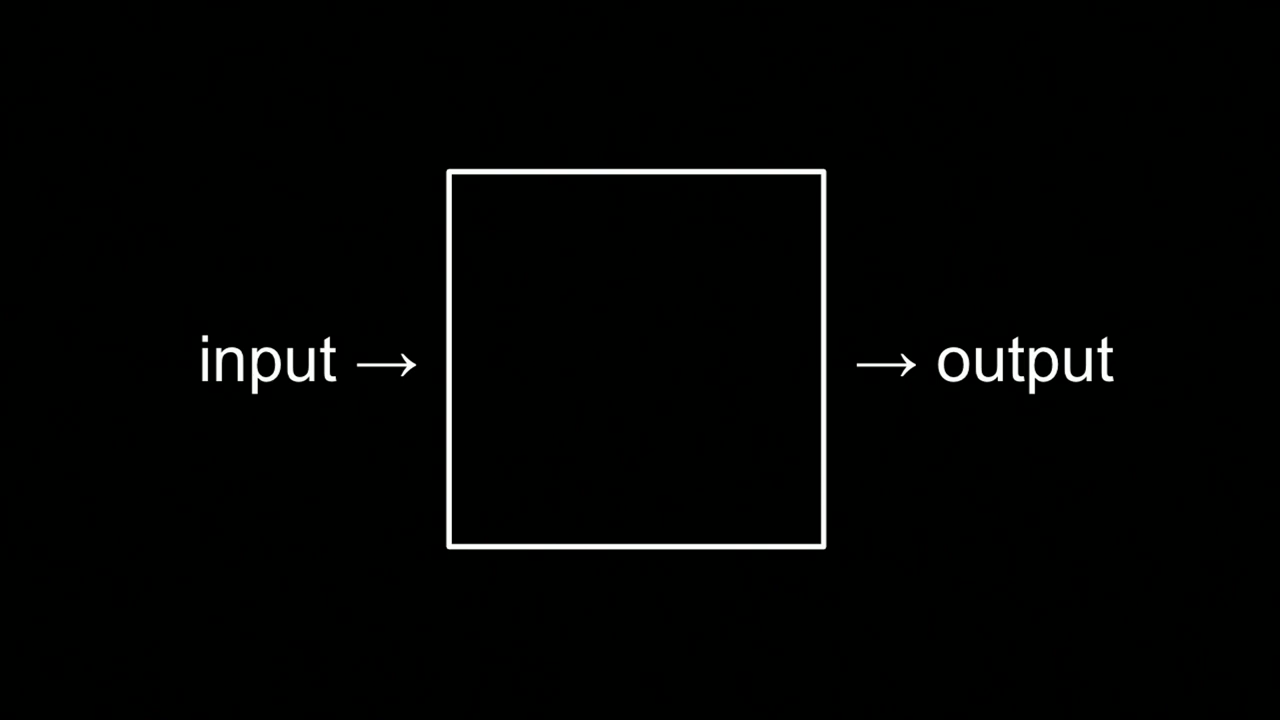 input → → output